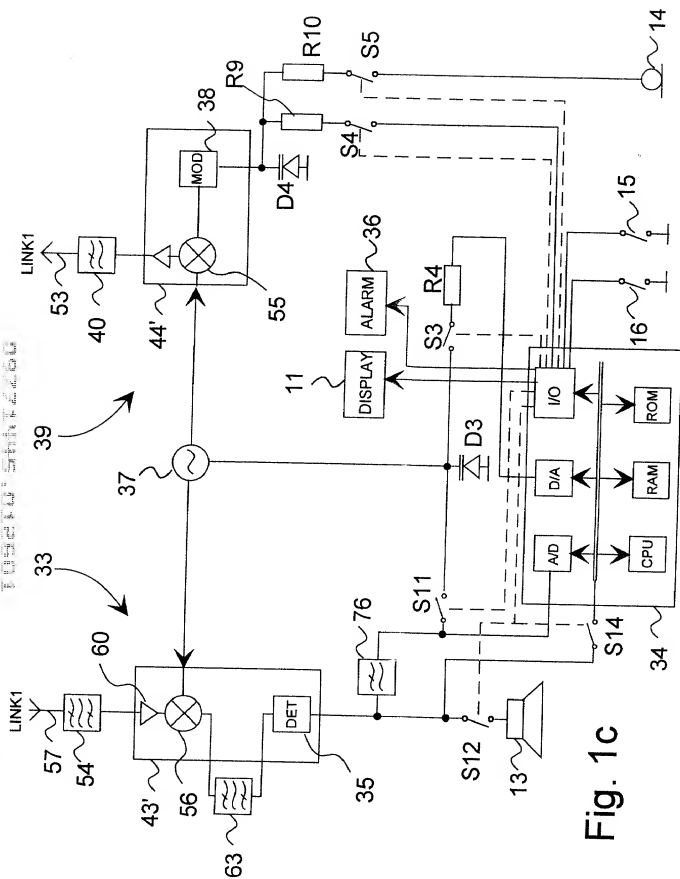 LINK1
53
40
44'
MOD
38
55
D4
R9
R10
S4
S5
14
39
37
33
LINK1
57
54
60
43'
56
63
DET
35
76
S11
S12
13
S14
34
D3
S3
R4
11
DISPLAY
ALARM
36
16
15
A/D
D/A
I/O
CPU
RAM
ROM
Fig. 1c